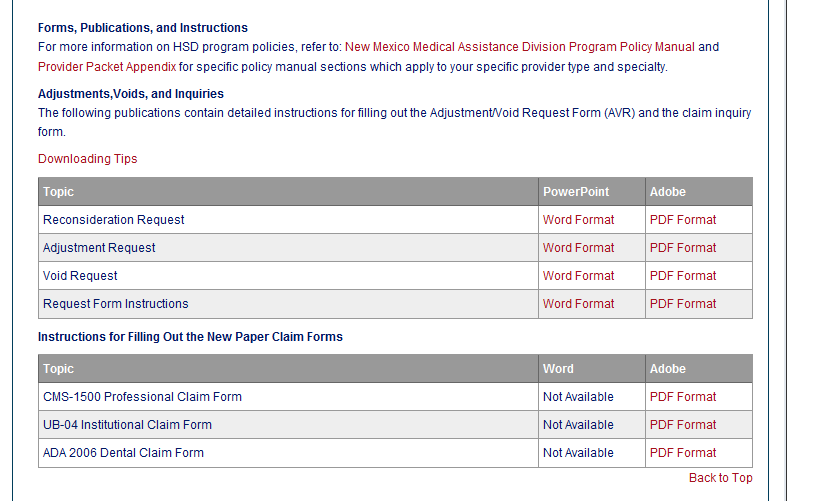 Forms, Publications, and Instructions
For more information on HSD program policies, refer to: New Mexico Medical Assistance Division Program Policy Manual and
Provider Packet Appendix for specific policy manual sections which apply to your specific provider type and specialty.
Adjustments,Voids, and Inquiries
The following publications contain detailed instructions for filling out the Adjustment/Void Request Form (AVR) and the claim inquiry
form.
Downloading Tips
Topic PowerPoint Adobe
Reconsideration Request Word Format PDF Format
Adjustment Request Word Format PDF Format
Void Request Word Format PDF Format
Request Form Instructions Word Format PDF Format
Instructions for Filling Out the New Paper Claim Forms
Topic Word Adobe
CMS-1500 Professional Claim Form Not Available PDF Format
UB-04 Institutional Claim Form Not Available PDF Format
ADA 2006 Dental Claim Form Not Available PDF Format
Back to Top